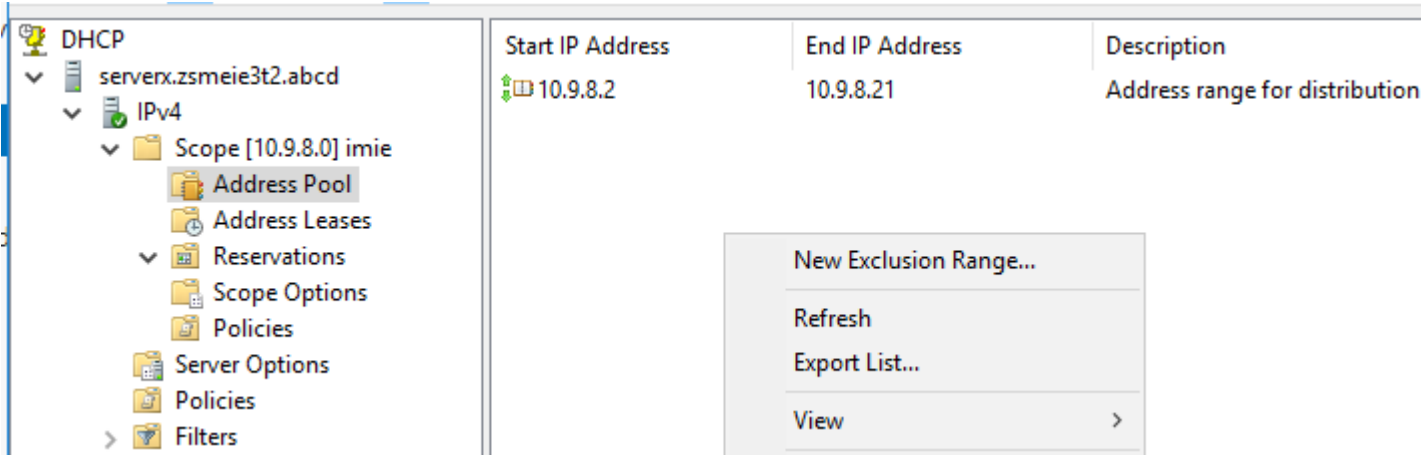 DHCP
serverx.zsmeie3t2.abcd
IPv4
Scope [10.9.8.0] imie
Address Pool
Address Leases
Reservations
Scope Options
Policies
Server Options
Policies
Filters
Start IP Address End IP Address Description
10.9.8.2 10.9.8.21 Address range for distribution
New Exclusion Range...
Refresh
Export List...
View